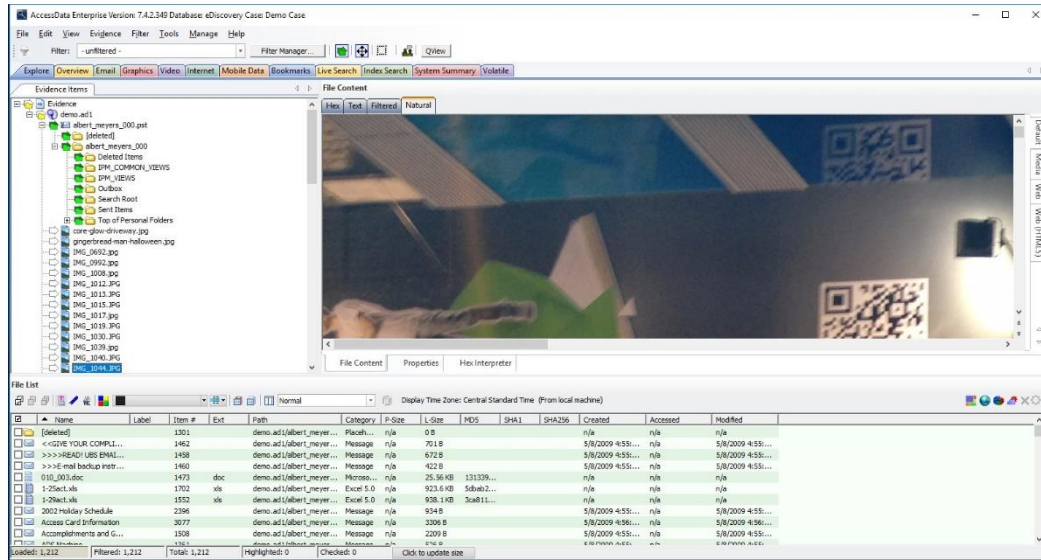 AccessData Enterprise Version: 7.4.2.349 Database: eDiscovery Case: Demo Case
File Edit View Evidence Filter Tools Manage Help
Filter: - unfiltered - Filter Manager... QView
Explore Overview Email Graphics Video Internet Mobile Data Bookmarks Live Search Index Search System Summary Volatile
Evidence Items
Evidence
demo.ad1
albert_meyers_000.pst
[deleted]
albert_meyers_000
Deleted Items
IPM_COMMON_VIEWS
IPM_VIEWS
Outbox
Search Root
Sent Items
Top of Personal Folders
core-glow-driveway.jpg
gingerbread-man-halloween.jpg
IMG_0692.jpg
IMG_0992.jpg
IMG_1008.jpg
IMG_1012.JPG
IMG_1013.JPG
IMG_1015.JPG
IMG_1017.jpg
IMG_1019.JPG
IMG_1030.JPG
IMG_1039.jpg
IMG_1040.JPG
IMG_1044.JPG
File Content
Hex Text Filtered Natural
Default Media Web Web (HTML5)
File Content Properties Hex Interpreter
File List
Normal Display Time Zone: Central Standard Time (From local machine)
Name Label Item # Ext Path Category P-Size L-Size MD5 SHA1 SHA256 Created Accessed Modified
[deleted] 1301 demo.ad1/albert_meyer... Placeh... n/a 0 B n/a n/a n/a
<<GIVE YOUR COMPLI... 1462 demo.ad1/albert_meyer... Message n/a 701 B 5/8/2009 4:55:... n/a 5/8/2009 4:55:...
>>>>READ! UBS EMAI... 1458 demo.ad1/albert_meyer... Message n/a 672 B 5/8/2009 4:55:... n/a 5/8/2009 4:55:...
>>>E-mail backup instr... 1460 demo.ad1/albert_meyer... Message n/a 422 B 5/8/2009 4:55:... n/a 5/8/2009 4:55:...
010_003.doc 1473 doc demo.ad1/albert_meyer... Microso... n/a 25.56 KB 131339... n/a n/a n/a
1-25act.xls 1702 xls demo.ad1/albert_meyer... Excel 5.0 n/a 923.6 KB 5dbab2... n/a n/a n/a
1-29act.xls 1552 xls demo.ad1/albert_meyer... Excel 5.0 n/a 938.1 KB 3ca811... n/a n/a n/a
2002 Holiday Schedule 2396 demo.ad1/albert_meyer... Message n/a 934 B 5/8/2009 4:56:... n/a 5/8/2009 4:55:...
Access Card Information 3077 demo.ad1/albert_meyer... Message n/a 3306 B 5/8/2009 4:56:... n/a 5/8/2009 4:56:...
Accomplishments and G... 1508 demo.ad1/albert_meyer... Message n/a 2209 B 5/8/2009 4:55:... n/a 5/8/2009 4:55:...
Loaded: 1,212 Filtered: 1,212 Total: 1,212 Highlighted: 0 Checked: 0 Click to update size